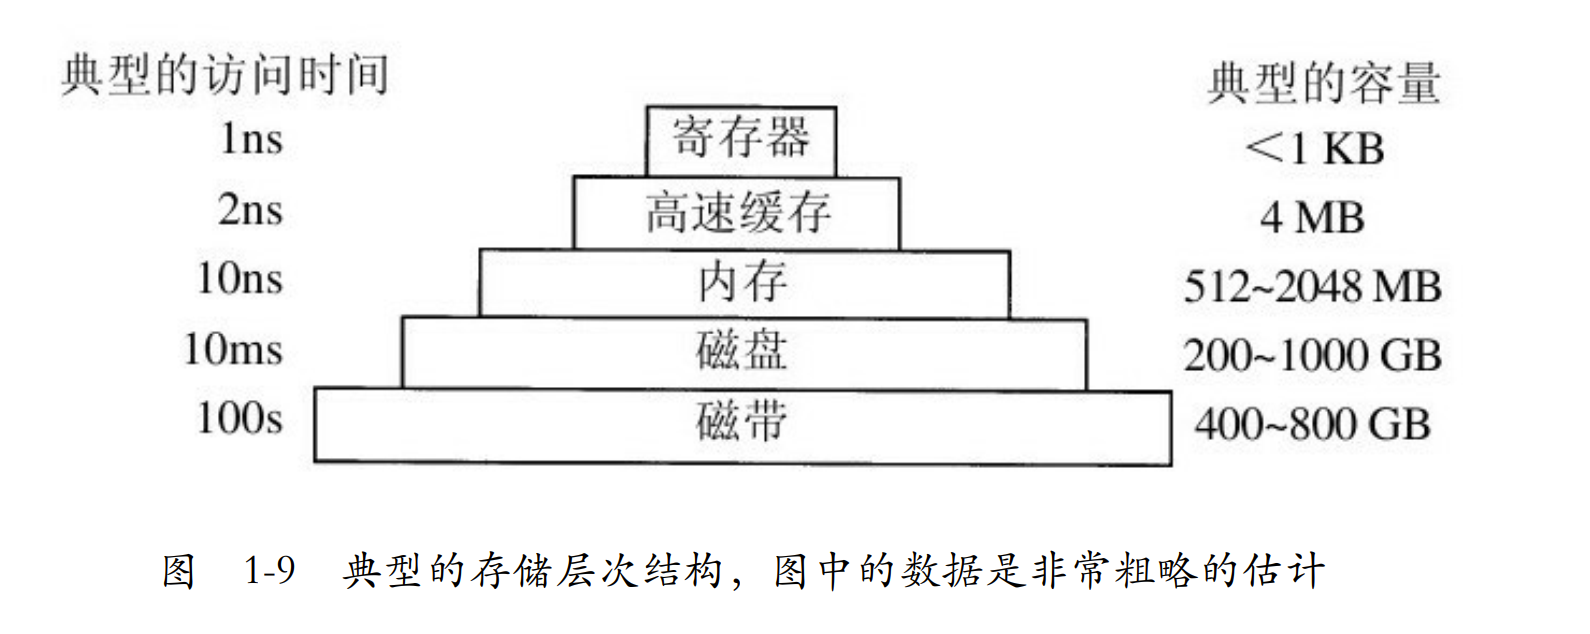 典型的访问时间 典型的容量
1ns 寄存器 <1 KB
2ns 高速缓存 4 MB
10ns 内存 512~2048 MB
10ms 磁盘 200~1000 GB
100s 磁带 400~800 GB
图 1-9 典型的存储层次结构，图中的数据是非常粗略的估计